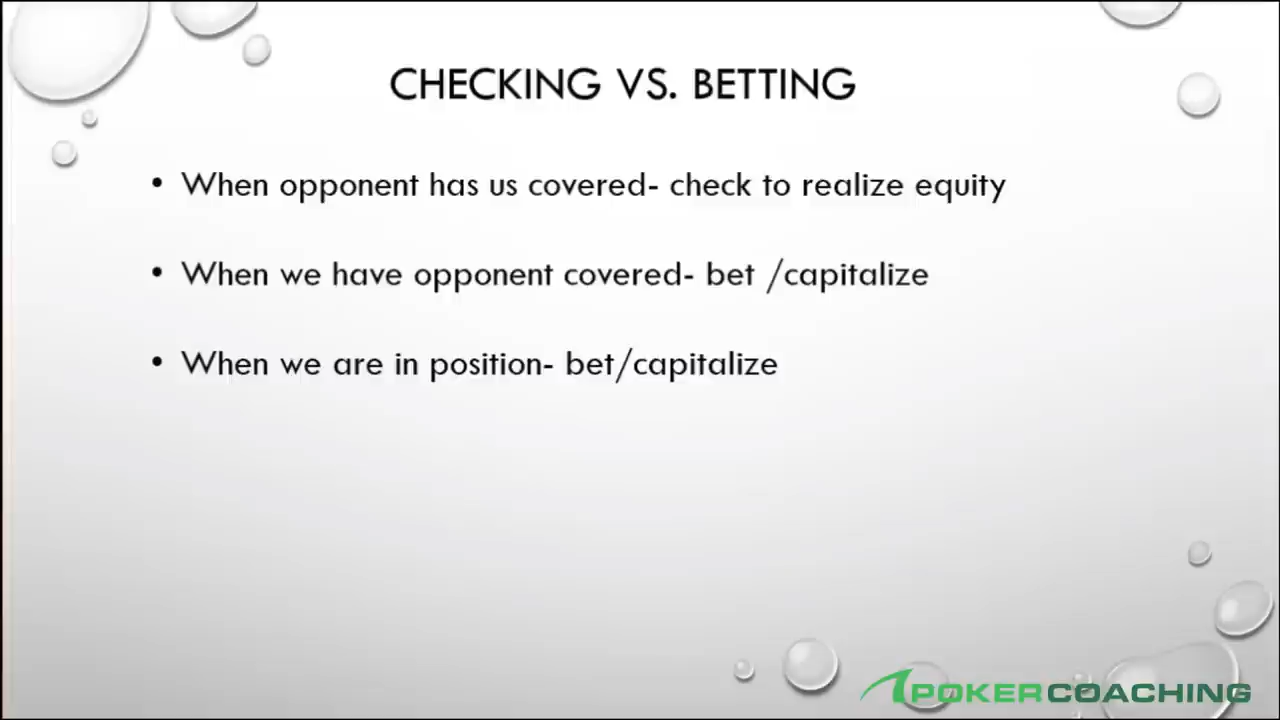 CHECKING VS. BETTING
• When opponent has us covered- check to realize equity
• When we have opponent covered- bet /capitalize
• When we are in position- bet/capitalize
POKERCOACHING